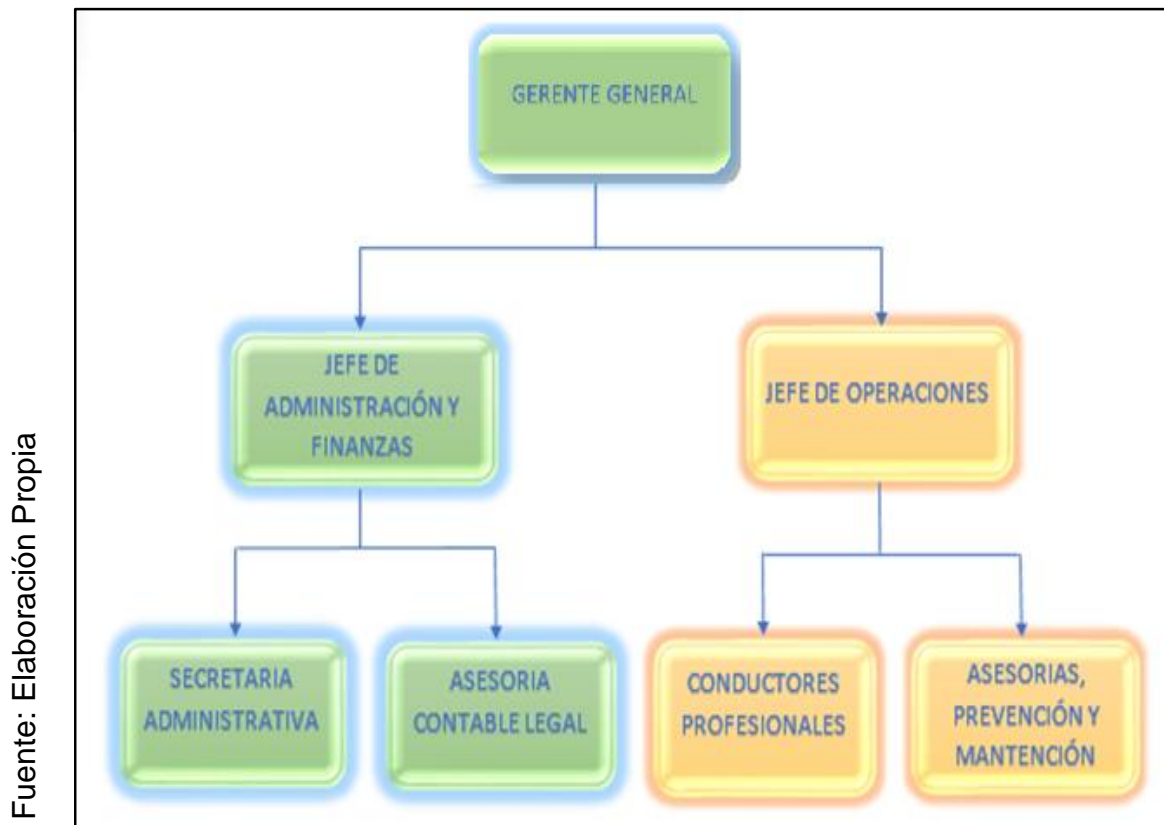 GERENTE GENERAL
JEFE DE
ADMINISTRACIÓN Y
FINANZAS
JEFE DE OPERACIONES
SECRETARIA
ADMINISTRATIVA
ASESORIA
CONTABLE LEGAL
CONDUCTORES
PROFESIONALES
ASESORIAS,
PREVENCIÓN Y
MANTENCIÓN
Fuente: Elaboración Propia